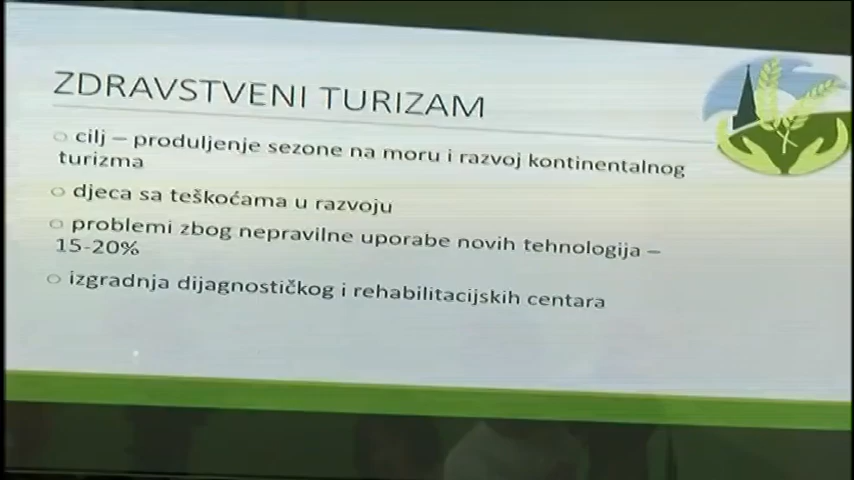 ZDRAVSTVENI TURIZAM
cilj – produljenje sezone na moru i razvoj kontinentalnog
turizma
djeca sa teškoćama u razvoju
problemi zbog nepravilne uporabe novih tehnologija –
15-20%
izgradnja dijagnostičkog i rehabilitacijskih centara